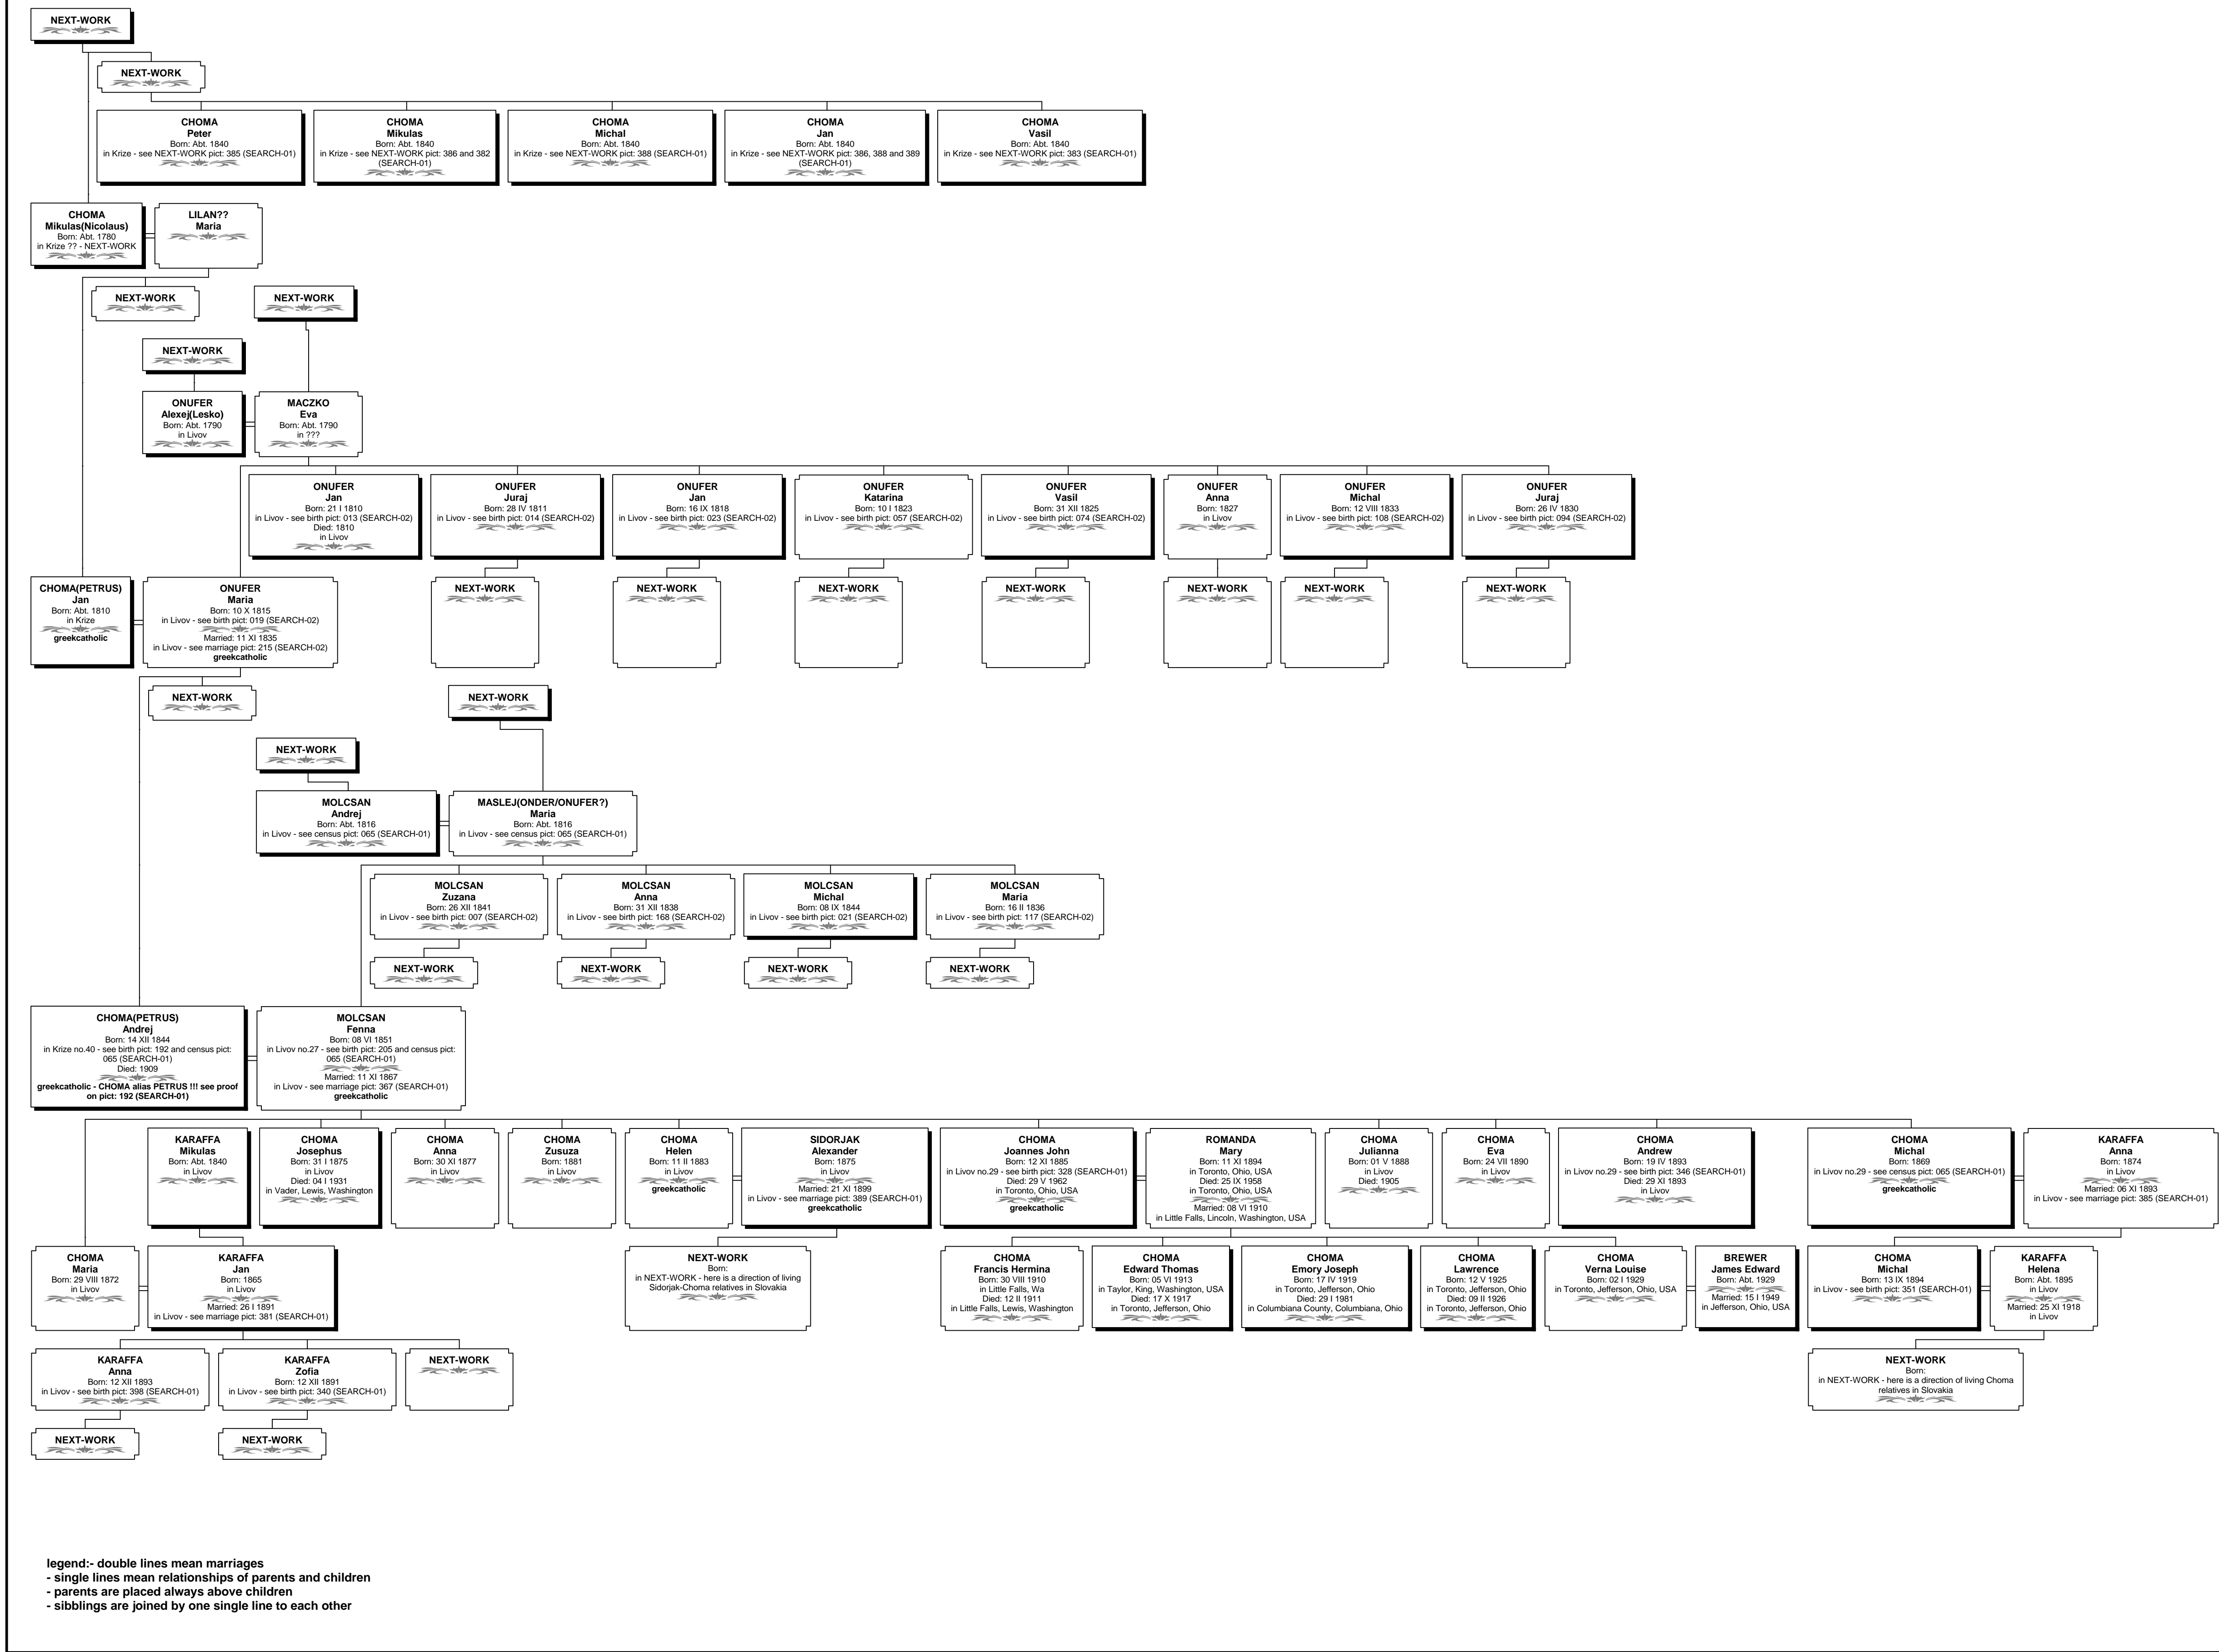 NEXT-WORK
NEXT-WORK
CHOMA
Peter
Born: Abt. 1840
in Krize - see NEXT-WORK pict: 385 (SEARCH-01)
CHOMA
Mikulas
Born: Abt. 1840
in Krize - see NEXT-WORK pict: 386 and 382
(SEARCH-01)
CHOMA
Michal
Born: Abt. 1840
in Krize - see NEXT-WORK pict: 388 (SEARCH-01)
CHOMA
Jan
Born: Abt. 1840
in Krize - see NEXT-WORK pict: 386, 388 and 389
(SEARCH-01)
CHOMA
Vasil
Born: Abt. 1840
in Krize - see NEXT-WORK pict: 383 (SEARCH-01)
CHOMA
Mikulas(Nicolaus)
Born: Abt. 1780
in Krize ?? - NEXT-WORK
LILAN??
Maria
NEXT-WORK
NEXT-WORK
NEXT-WORK
ONUFER
Alexej(Lesko)
Born: Abt. 1790
in Livov
MACZKO
Eva
Born: Abt. 1790
in ???
ONUFER
Jan
Born: 21 I 1810
in Livov - see birth pict: 013 (SEARCH-02)
Died: 1810
in Livov
ONUFER
Juraj
Born: 28 IV 1811
in Livov - see birth pict: 014 (SEARCH-02)
ONUFER
Jan
Born: 16 IX 1818
in Livov - see birth pict: 023 (SEARCH-02)
ONUFER
Katarina
Born: 10 I 1823
in Livov - see birth pict: 057 (SEARCH-02)
ONUFER
Vasil
Born: 31 XII 1825
in Livov - see birth pict: 074 (SEARCH-02)
ONUFER
Anna
Born: 1827
in Livov
ONUFER
Michal
Born: 12 VIII 1833
in Livov - see birth pict: 108 (SEARCH-02)
ONUFER
Juraj
Born: 26 IV 1830
in Livov - see birth pict: 094 (SEARCH-02)
CHOMA(PETRUS)
Jan
Born: Abt. 1810
in Krize
greekcatholic
ONUFER
Maria
Born: 10 X 1815
in Livov - see birth pict: 019 (SEARCH-02)
Married: 11 XI 1835
in Livov - see marriage pict: 215 (SEARCH-02)
greekcatholic
NEXT-WORK
NEXT-WORK
NEXT-WORK
NEXT-WORK
NEXT-WORK
NEXT-WORK
NEXT-WORK
NEXT-WORK
NEXT-WORK
NEXT-WORK
MOLCSAN
Andrej
Born: Abt. 1816
in Livov - see census pict: 065 (SEARCH-01)
MASLEJ(ONDER/ONUFER?)
Maria
Born: Abt. 1816
in Livov - see census pict: 065 (SEARCH-01)
MOLCSAN
Zuzana
Born: 26 XII 1841
in Livov - see birth pict: 007 (SEARCH-02)
MOLCSAN
Anna
Born: 31 XII 1838
in Livov - see birth pict: 168 (SEARCH-02)
MOLCSAN
Michal
Born: 08 IX 1844
in Livov - see birth pict: 021 (SEARCH-02)
MOLCSAN
Maria
Born: 16 II 1836
in Livov - see birth pict: 117 (SEARCH-02)
NEXT-WORK
NEXT-WORK
NEXT-WORK
NEXT-WORK
CHOMA(PETRUS)
Andrej
Born: 14 XII 1844
in Krize no.40 - see birth pict: 192 and census pict:
065 (SEARCH-01)
Died: 1909
greekcatholic - CHOMA alias PETRUS !!! see proof
on pict: 192 (SEARCH-01)
MOLCSAN
Fenna
Born: 08 VI 1851
in Livov no.27 - see birth pict: 205 and census pict:
065 (SEARCH-01)
Married: 11 XI 1867
in Livov - see marriage pict: 367 (SEARCH-01)
greekcatholic
KARAFFA
Mikulas
Born: Abt. 1840
in Livov
CHOMA
Josephus
Born: 31 I 1875
in Livov
Died: 04 I 1931
in Vader, Lewis, Washington
CHOMA
Anna
Born: 30 XI 1877
in Livov
CHOMA
Zusuza
Born: 1881
in Livov
CHOMA
Helen
Born: 11 II 1883
in Livov
greekcatholic
SIDORJAK
Alexander
Born: 1875
in Livov
Married: 21 XI 1899
in Livov - see marriage pict: 389 (SEARCH-01)
greekcatholic
CHOMA
Joannes John
Born: 12 XI 1885
in Livov no.29 - see birth pict: 328 (SEARCH-01)
Died: 29 V 1962
in Toronto, Ohio, USA
greekcatholic
ROMANDA
Mary
Born: 11 XI 1894
in Toronto, Ohio, USA
Died: 25 IX 1958
in Toronto, Ohio, USA
Married: 08 VI 1910
in Little Falls, Lincoln, Washington, USA
CHOMA
Julianna
Born: 01 V 1888
in Livov
Died: 1905
CHOMA
Eva
Born: 24 VII 1890
in Livov
CHOMA
Andrew
Born: 19 IV 1893
in Livov no.29 - see birth pict: 346 (SEARCH-01)
Died: 29 XI 1893
in Livov
CHOMA
Michal
Born: 1869
in Livov no.29 - see census pict: 065 (SEARCH-01)
greekcatholic
KARAFFA
Anna
Born: 1874
in Livov
Married: 06 XI 1893
in Livov - see marriage pict: 385 (SEARCH-01)
CHOMA
Maria
Born: 29 VIII 1872
in Livov
KARAFFA
Jan
Born: 1865
in Livov
Married: 26 I 1891
in Livov - see marriage pict: 381 (SEARCH-01)
NEXT-WORK
Born:
in NEXT-WORK - here is a direction of living
Sidorjak-Choma relatives in Slovakia
CHOMA
Francis Hermina
Born: 30 VIII 1910
in Little Falls, Wa
Died: 12 II 1911
in Little Falls, Lewis, Washington
CHOMA
Edward Thomas
Born: 05 VI 1913
in Taylor, King, Washington, USA
Died: 17 X 1917
in Toronto, Jefferson, Ohio
CHOMA
Emory Joseph
Born: 17 IV 1919
in Toronto, Jefferson, Ohio
Died: 29 I 1981
in Columbiana County, Columbiana, Ohio
CHOMA
Lawrence
Born: 12 V 1925
in Toronto, Jefferson, Ohio
Died: 09 II 1926
in Toronto, Jefferson, Ohio
CHOMA
Verna Louise
Born: 02 I 1929
in Toronto, Jefferson, Ohio, USA
BREWER
James Edward
Born: Abt. 1929
Married: 15 I 1949
in Jefferson, Ohio, USA
CHOMA
Michal
Born: 13 IX 1894
in Livov - see birth pict: 351 (SEARCH-01)
KARAFFA
Helena
Born: Abt. 1895
in Livov
Married: 25 XI 1918
in Livov
KARAFFA
Anna
Born: 12 XII 1893
in Livov - see birth pict: 398 (SEARCH-01)
KARAFFA
Zofia
Born: 12 XII 1891
in Livov - see birth pict: 340 (SEARCH-01)
NEXT-WORK
NEXT-WORK
Born:
in NEXT-WORK - here is a direction of living Choma
relatives in Slovakia
NEXT-WORK
NEXT-WORK
legend:- double lines mean marriages
- single lines mean relationships of parents and children
- parents are placed always above children
- sibblings are joined by one single line to each other